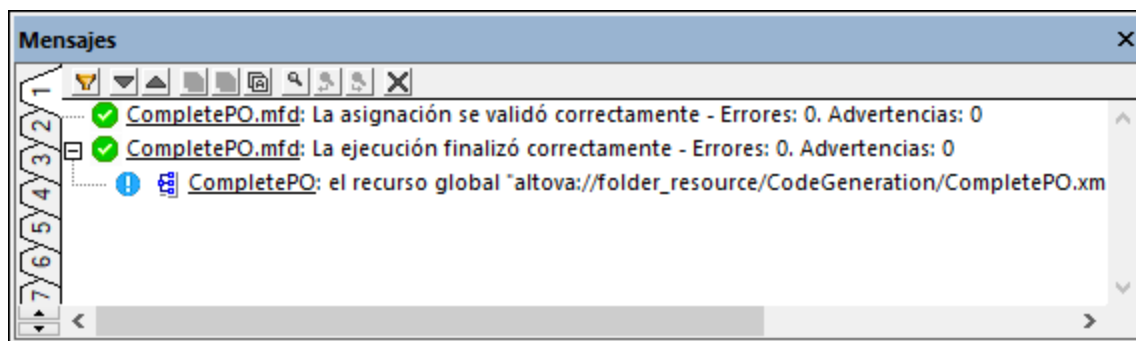 Mensajes
1
2
3
4
5
6
7
CompletePO.mfd: La asignación se validó correctamente - Errores: 0. Advertencias: 0
CompletePO.mfd: La ejecución finalizó correctamente - Errores: 0. Advertencias: 0
CompletePO: el recurso global "altova://folder_resource/CodeGeneration/CompletePO.xm